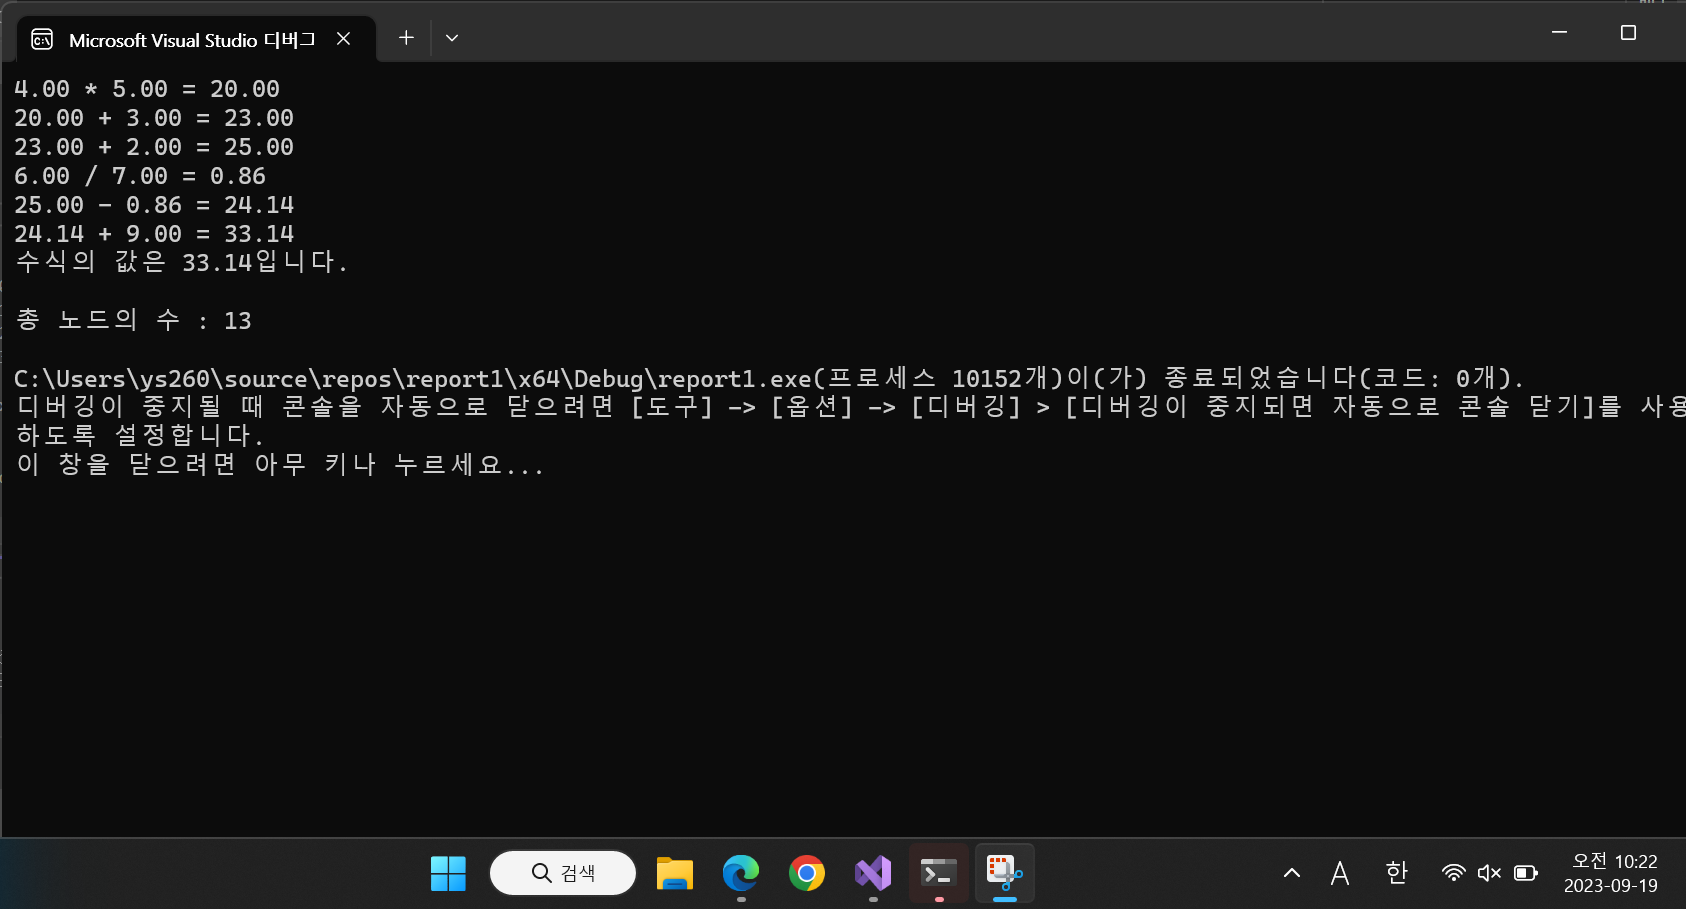 Microsoft Visual Studio 디버그
4.00 * 5.00 = 20.00
20.00 + 3.00 = 23.00
23.00 + 2.00 = 25.00
6.00 / 7.00 = 0.86
25.00 - 0.86 = 24.14
24.14 + 9.00 = 33.14
수식의 값은 33.14입니다.
총 노드의 수 : 13
C:\Users\ys260\source\repos\report1\x64\Debug\report1.exe(프로세스 10152개)이(가) 종료되었습니다(코드: 0개).
디버깅이 중지될 때 콘솔을 자동으로 닫으려면 [도구] -> [옵션] -> [디버깅] > [디버깅이 중지되면 자동으로 콘솔 닫기]를 사용
하도록 설정합니다.
이 창을 닫으려면 아무 키나 누르세요...
검색
A
한
오전 10:22
2023-09-19